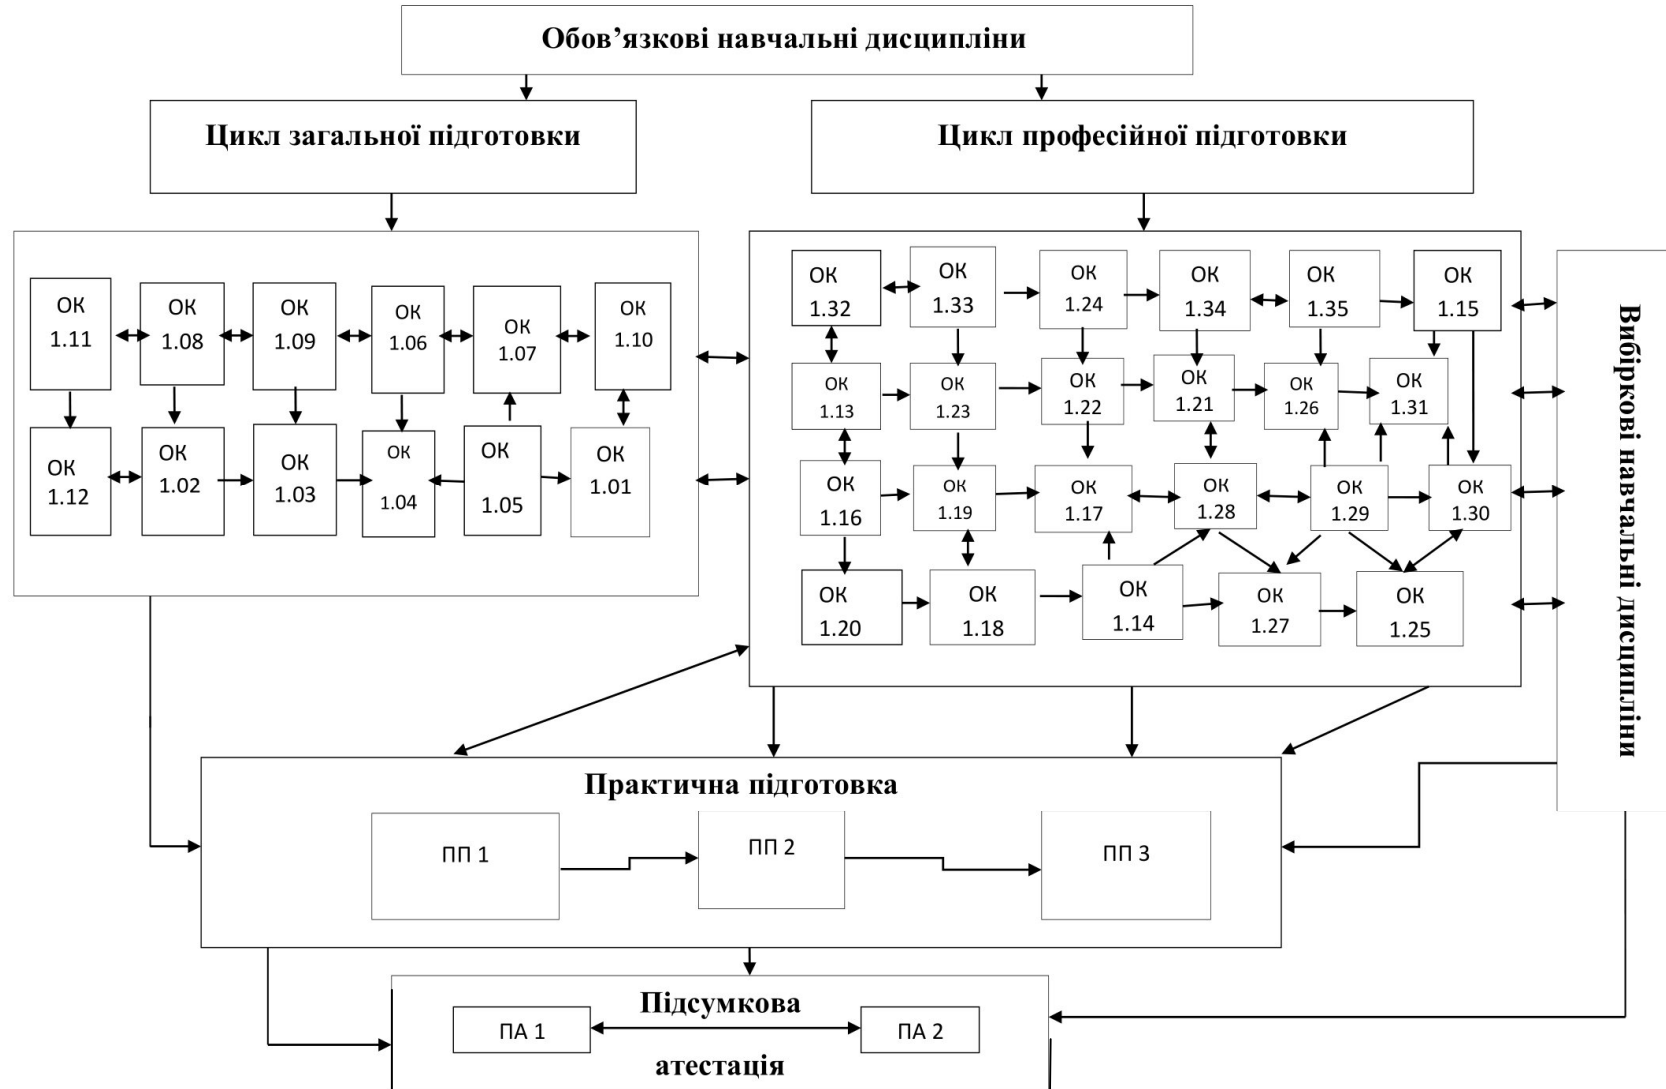 Обов’язкові навчальні дисципліни
Цикл загальної підготовки
Цикл професійної підготовки
ОК
1.11
ОК
1.08
ОК
1.09
ОК
1.06
ОК
1.07
ОК
1.10
ОК
1.12
ОК
1.02
ОК
1.03
ОК
1.04
ОК
1.05
ОК
1.01
ОК
1.32
ОК
1.33
ОК
1.24
ОК
1.34
ОК
1.35
ОК
1.15
ОК
1.13
ОК
1.23
ОК
1.22
ОК
1.21
ОК
1.26
ОК
1.31
ОК
1.16
ОК
1.19
ОК
1.17
ОК
1.28
ОК
1.29
ОК
1.30
ОК
1.20
ОК
1.18
ОК
1.14
ОК
1.27
ОК
1.25
Вибіркові навчальні дисципліни
Практична підготовка
ПП 1
ПП 2
ПП 3
Підсумкова
ПА 1
ПА 2
атестація